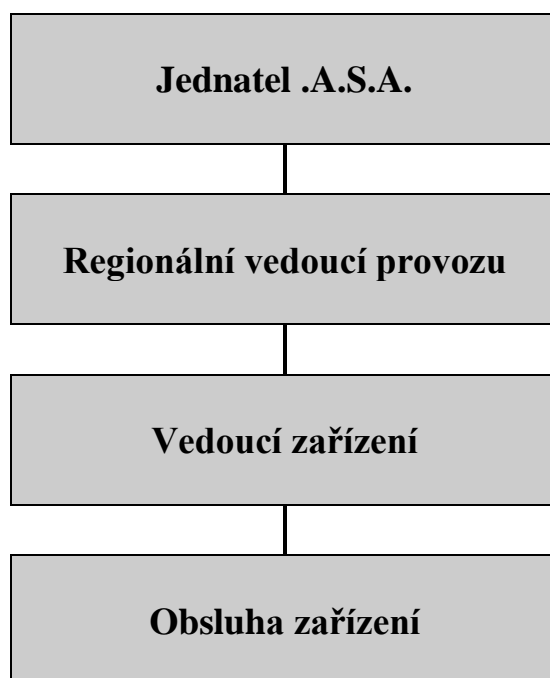 Jednatel .A.S.A.
Regionální vedoucí provozu
Vedoucí zařízení
Obsluha zařízení